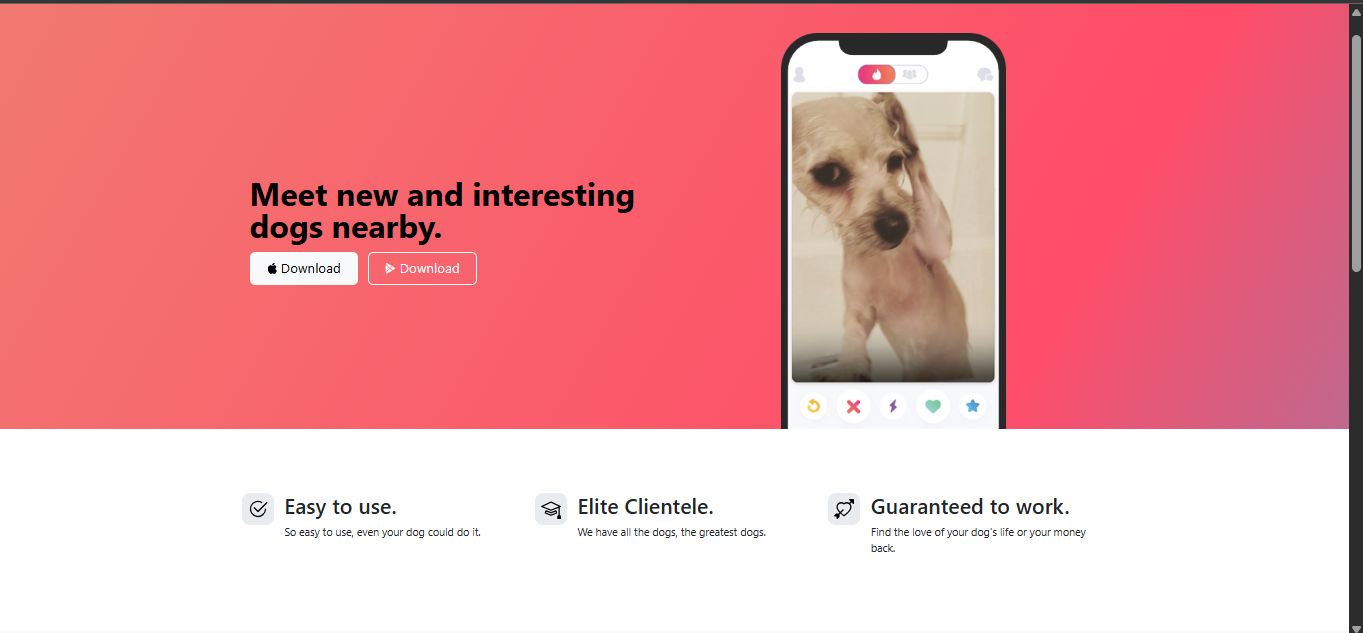 Meet new and interesting
dogs nearby.
Download
Download
Easy to use.
So easy to use, even your dog could do it.
Elite Clientele.
We have all the dogs, the greatest dogs.
Guaranteed to work.
Find the love of your dog's life or your money
back.